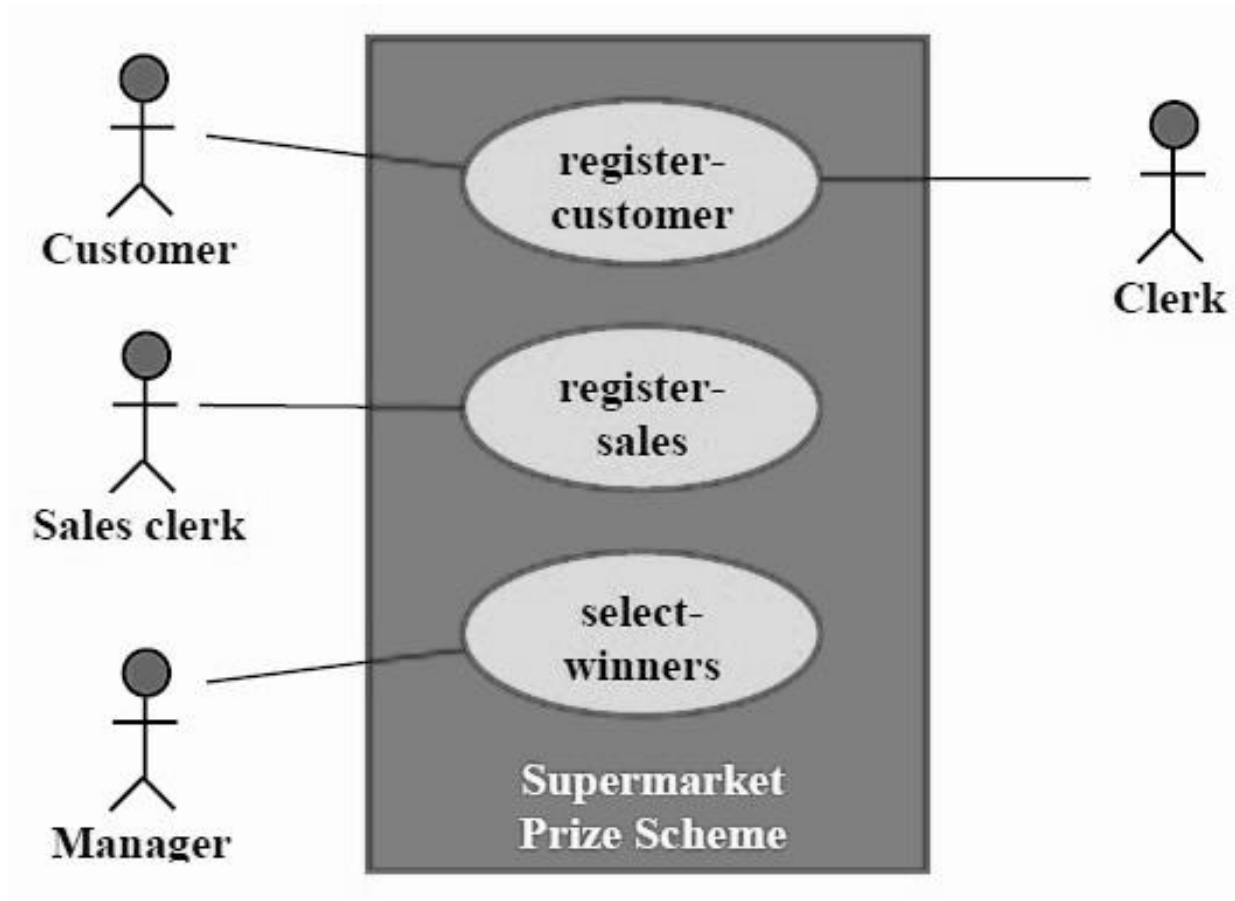 Customer
register-
customer
Clerk
Sales clerk
register-
sales
Manager
select-
winners
Supermarket
Prize Scheme